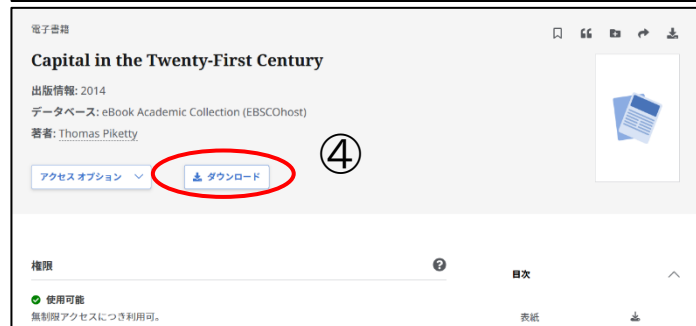 電子書籍
Capital in the Twenty-First Century
出版情報: 2014
データベース: eBook Academic Collection (EBSCOhost)
著者: Thomas Piketty
④
アクセス オプション
ダウンロード
権限
目次
使用可能
無制限アクセスにつき利用可。
表紙